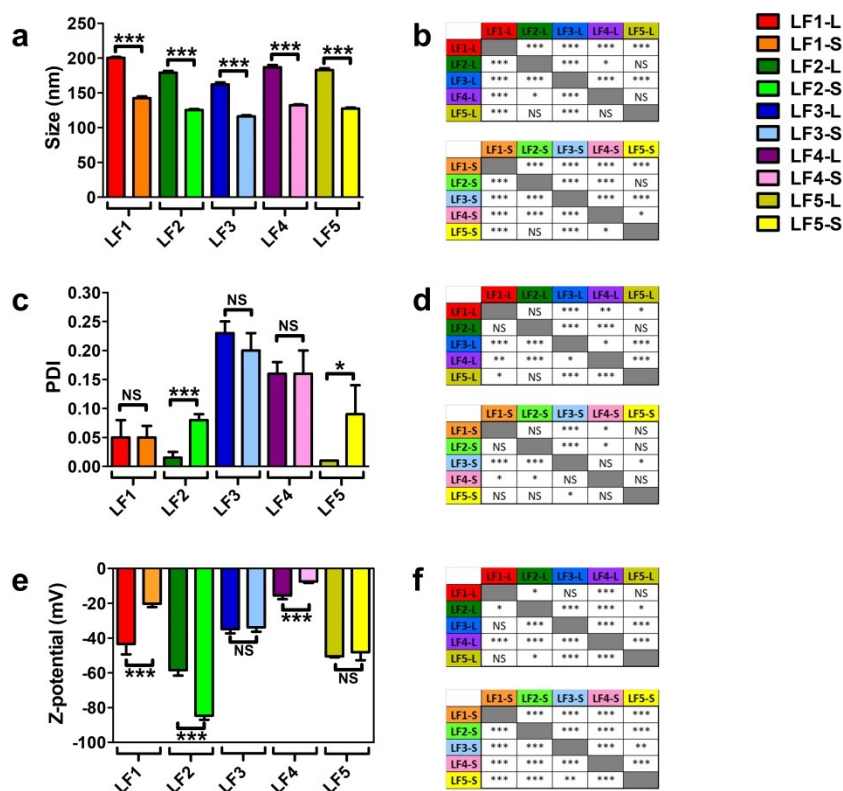 a
Size (nm)
250
200
150
100
50
0
*** *** *** *** ***
LF1 LF2 LF3 LF4 LF5
b
LF1-L LF2-L LF3-L LF4-L LF5-L
LF1-L *** *** *** ***
LF2-L *** *** * NS
LF3-L *** *** *** ***
LF4-L *** * *** NS
LF5-L *** NS *** NS
LF1-S LF2-S LF3-S LF4-S LF5-S
LF1-S *** *** *** ***
LF2-S *** *** *** NS
LF3-S *** *** *** ***
LF4-S *** *** *** *
LF5-S *** NS *** *
LF1-L
LF1-S
LF2-L
LF2-S
LF3-L
LF3-S
LF4-L
LF4-S
LF5-L
LF5-S
c
PDI
0.30
0.25
0.20
0.15
0.10
0.05
0.00
NS *** NS NS *
LF1 LF2 LF3 LF4 LF5
d
LF1-L LF2-L LF3-L LF4-L LF5-L
LF1-L NS *** ** *
LF2-L NS *** *** NS
LF3-L *** *** * ***
LF4-L ** *** * ***
LF5-L * NS *** ***
LF1-S LF2-S LF3-S LF4-S LF5-S
LF1-S NS *** * NS
LF2-S NS *** * NS
LF3-S *** *** NS *
LF4-S * * NS NS
LF5-S NS NS * NS
e
Z-potential (mV)
0
-20
-40
-60
-80
-100
*** *** NS *** NS
LF1 LF2 LF3 LF4 LF5
f
LF1-L LF2-L LF3-L LF4-L LF5-L
LF1-L * NS *** NS
LF2-L * *** *** *
LF3-L NS *** *** ***
LF4-L *** *** *** ***
LF5-L NS * *** ***
LF1-S LF2-S LF3-S LF4-S LF5-S
LF1-S *** *** *** ***
LF2-S *** *** *** ***
LF3-S *** *** *** **
LF4-S *** *** *** ***
LF5-S *** *** ** ***